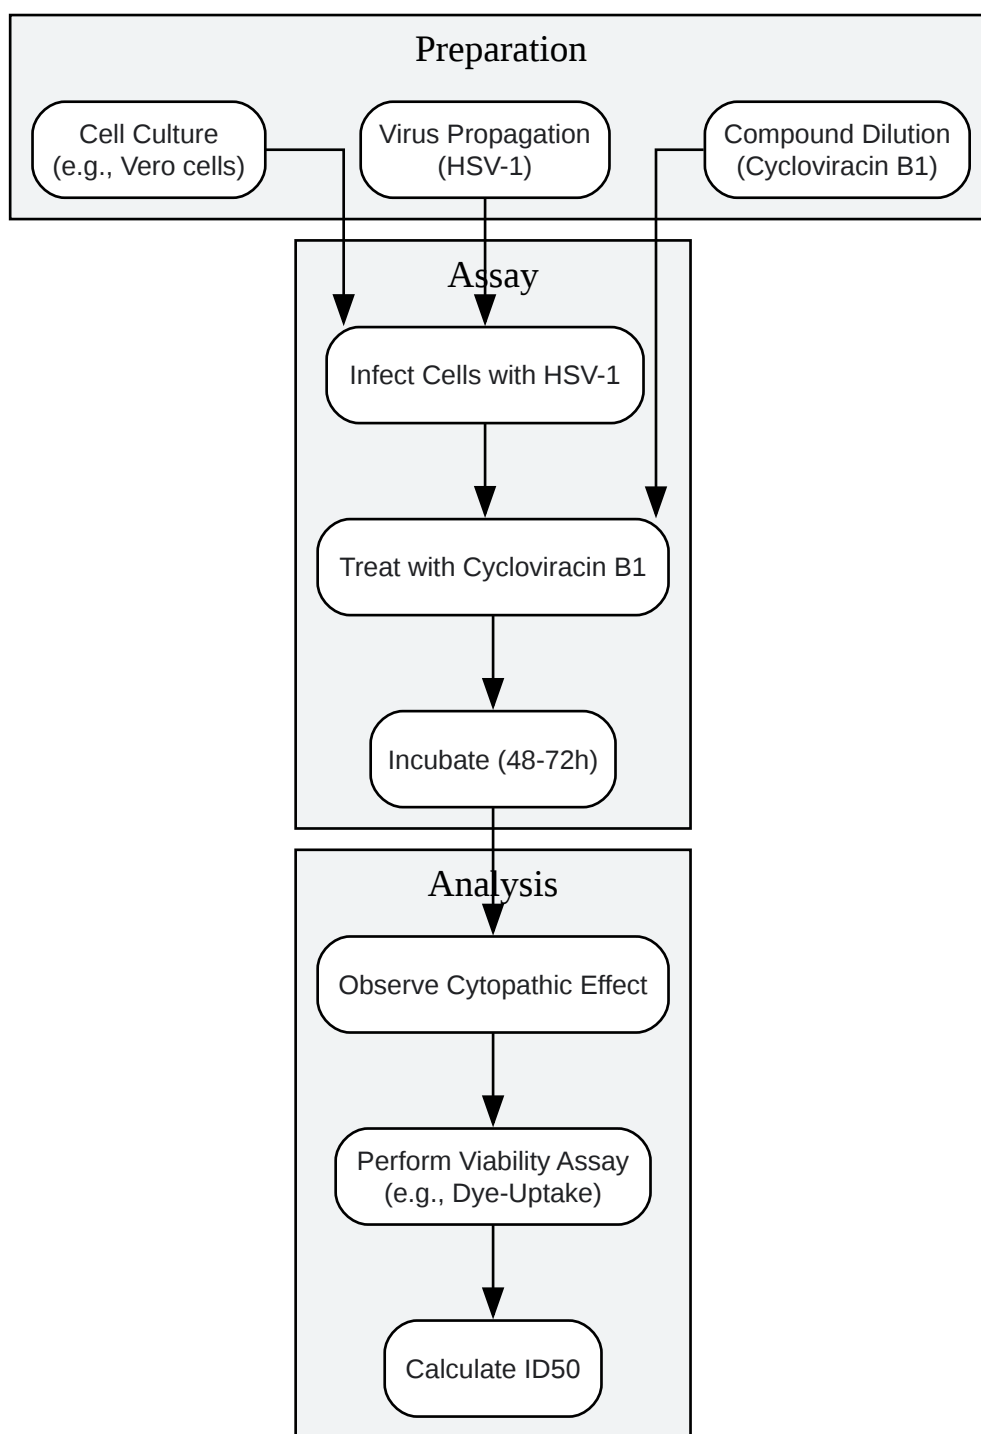 Preparation
Cell Culture
(e.g., Vero cells)
Virus Propagation
(HSV-1)
Compound Dilution
(Cycloviracin B1)
Assay
Infect Cells with HSV-1
Treat with Cycloviracin B1
Incubate (48-72h)
Analysis
Observe Cytopathic Effect
Perform Viability Assay
(e.g., Dye-Uptake)
Calculate ID50